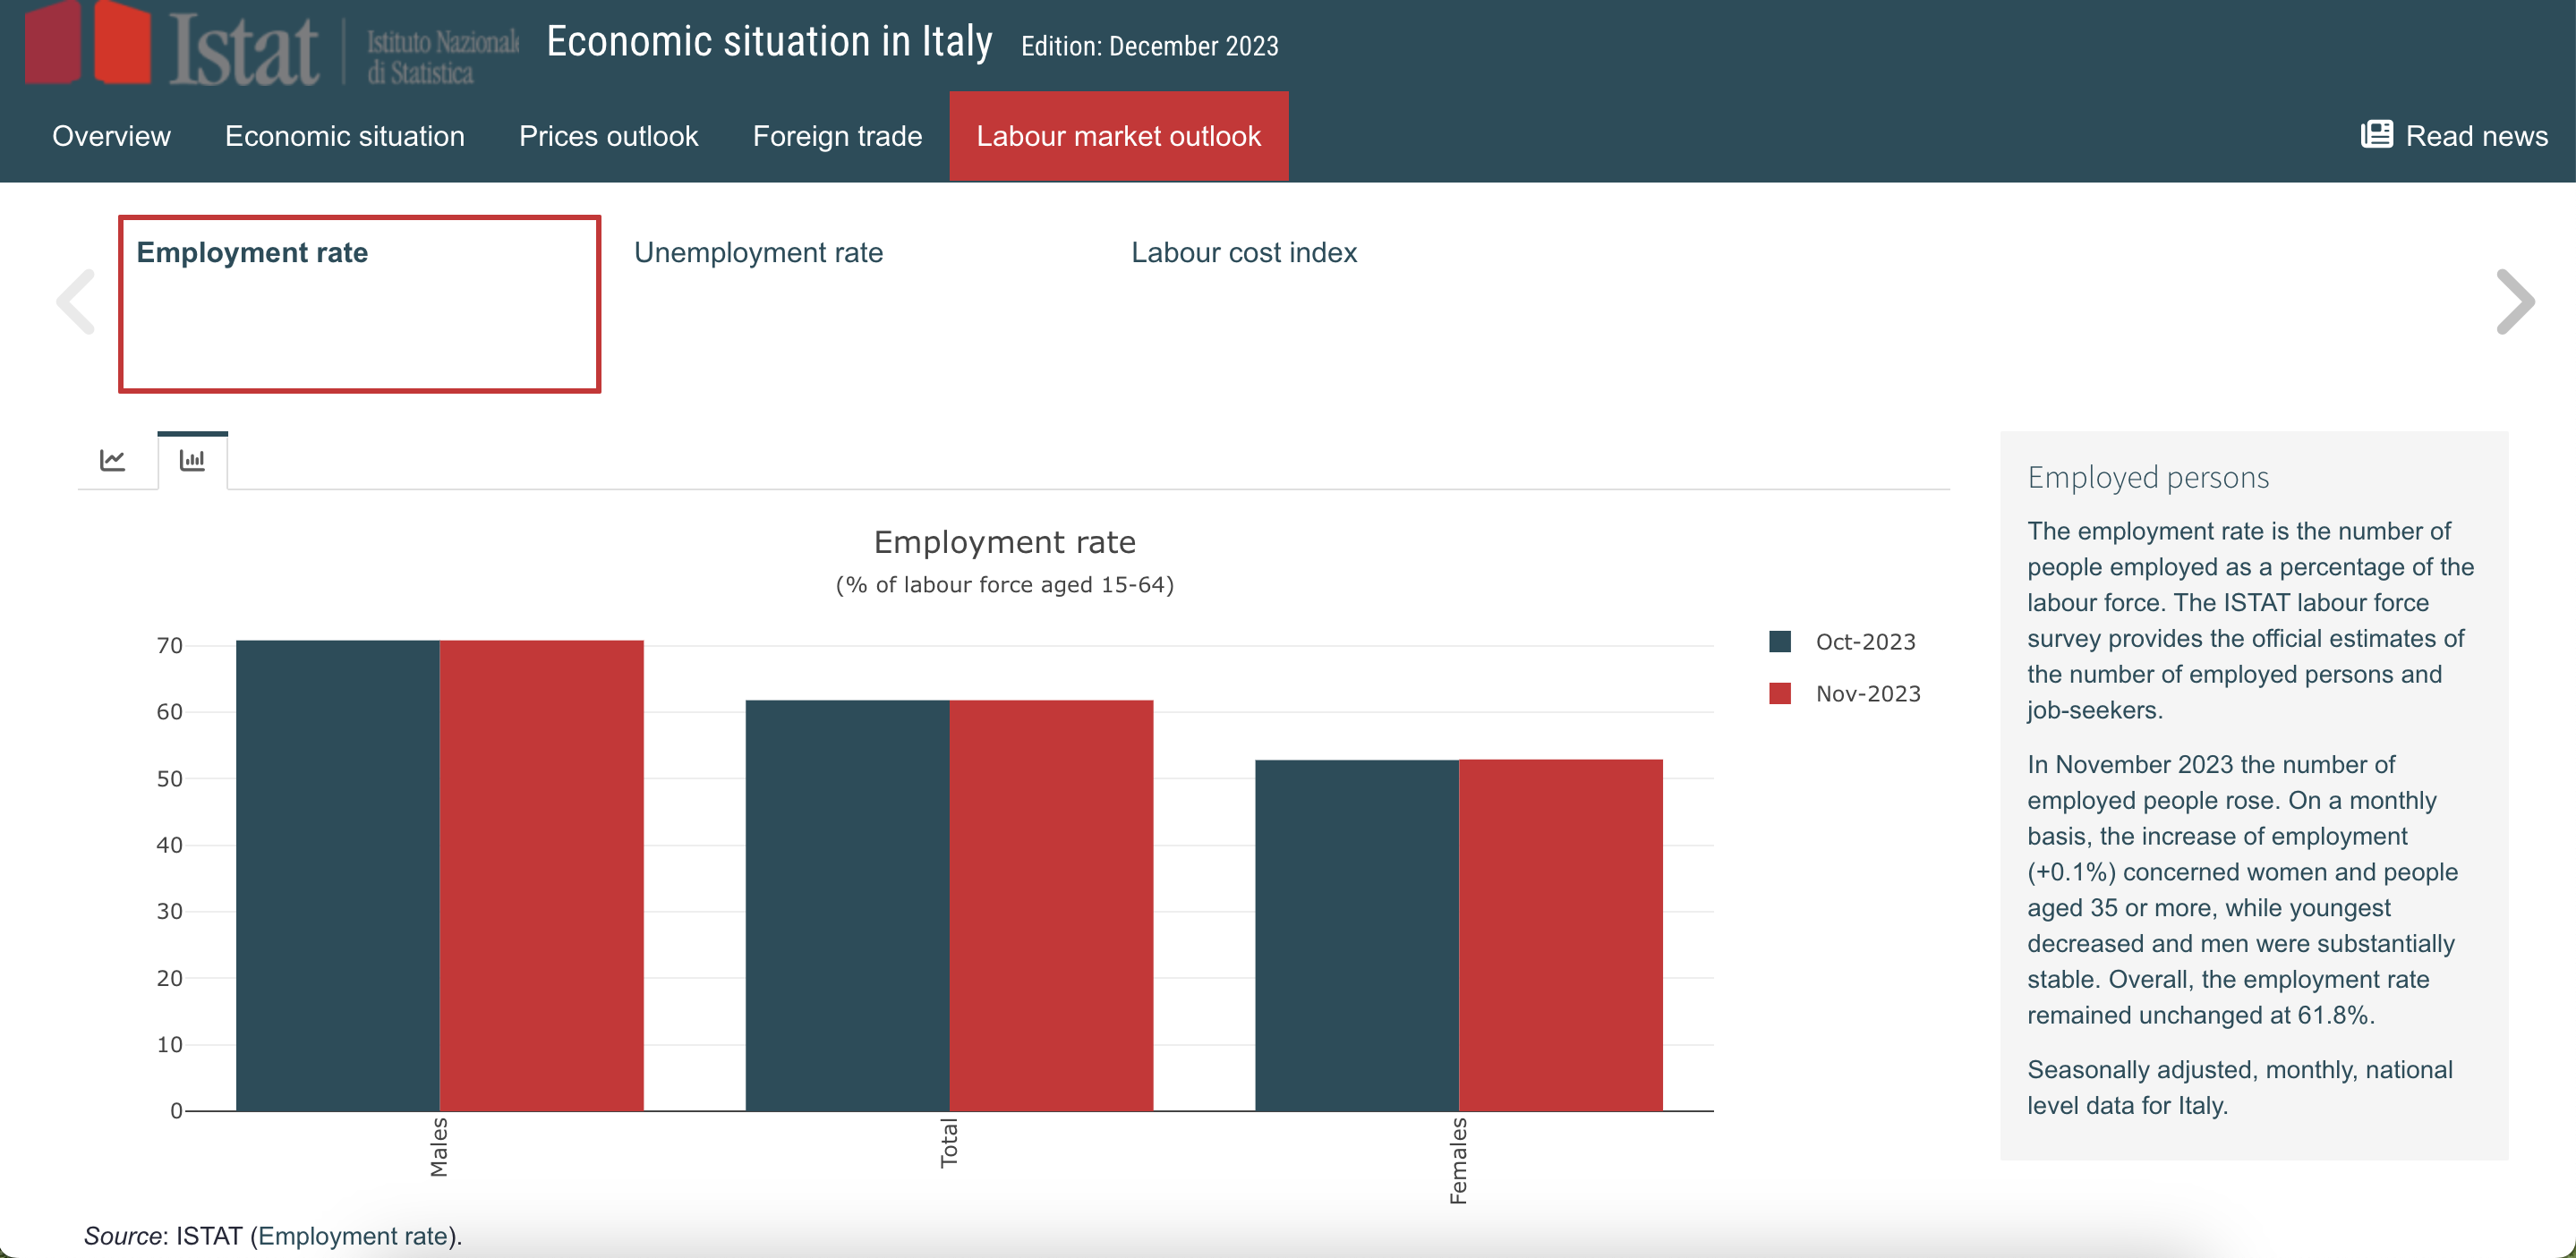 Istat
Istituto Nazionale
di Statistica
Economic situation in Italy Edition: December 2023
Overview Economic situation Prices outlook Foreign trade Labour market outlook Read news
Employment rate Unemployment rate Labour cost index
Employment rate
(% of labour force aged 15-64)
70
60
50
40
30
20
10
0
Males
Total
Females
Oct-2023
Nov-2023
Employed persons
The employment rate is the number of
people employed as a percentage of the
labour force. The ISTAT labour force
survey provides the official estimates of
the number of employed persons and
job-seekers.
In November 2023 the number of
employed people rose. On a monthly
basis, the increase of employment
(+0.1%) concerned women and people
aged 35 or more, while youngest
decreased and men were substantially
stable. Overall, the employment rate
remained unchanged at 61.8%.
Seasonally adjusted, monthly, national
level data for Italy.
Source: ISTAT (Employment rate).